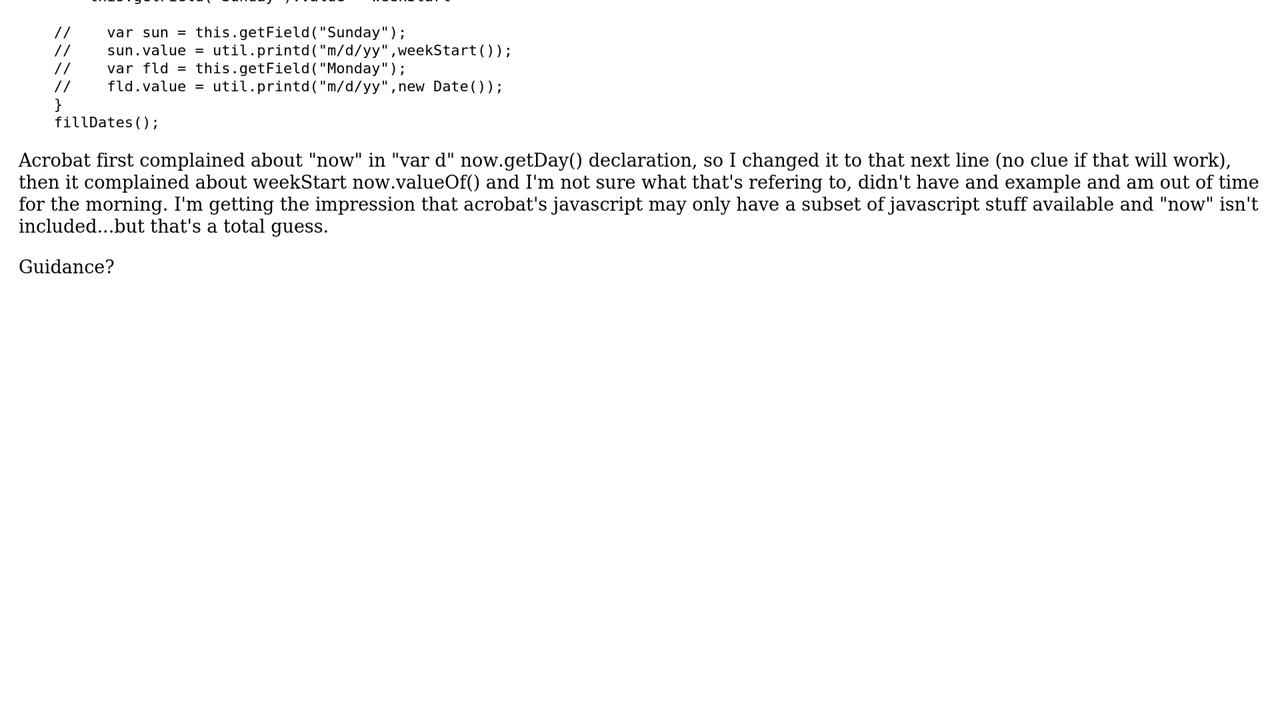 //    var sun = this.getField("Sunday");
//    sun.value = util.printd("m/d/yy",weekStart());
//    var fld = this.getField("Monday");
//    fld.value = util.printd("m/d/yy",new Date());
}
fillDates();
Acrobat first complained about "now" in "var d" now.getDay() declaration, so I changed it to that next line (no clue if that will work),
then it complained about weekStart now.valueOf() and I'm not sure what that's refering to, didn't have and example and am out of time
for the morning. I'm getting the impression that acrobat's javascript may only have a subset of javascript stuff available and "now" isn't
included...but that's a total guess.
Guidance?